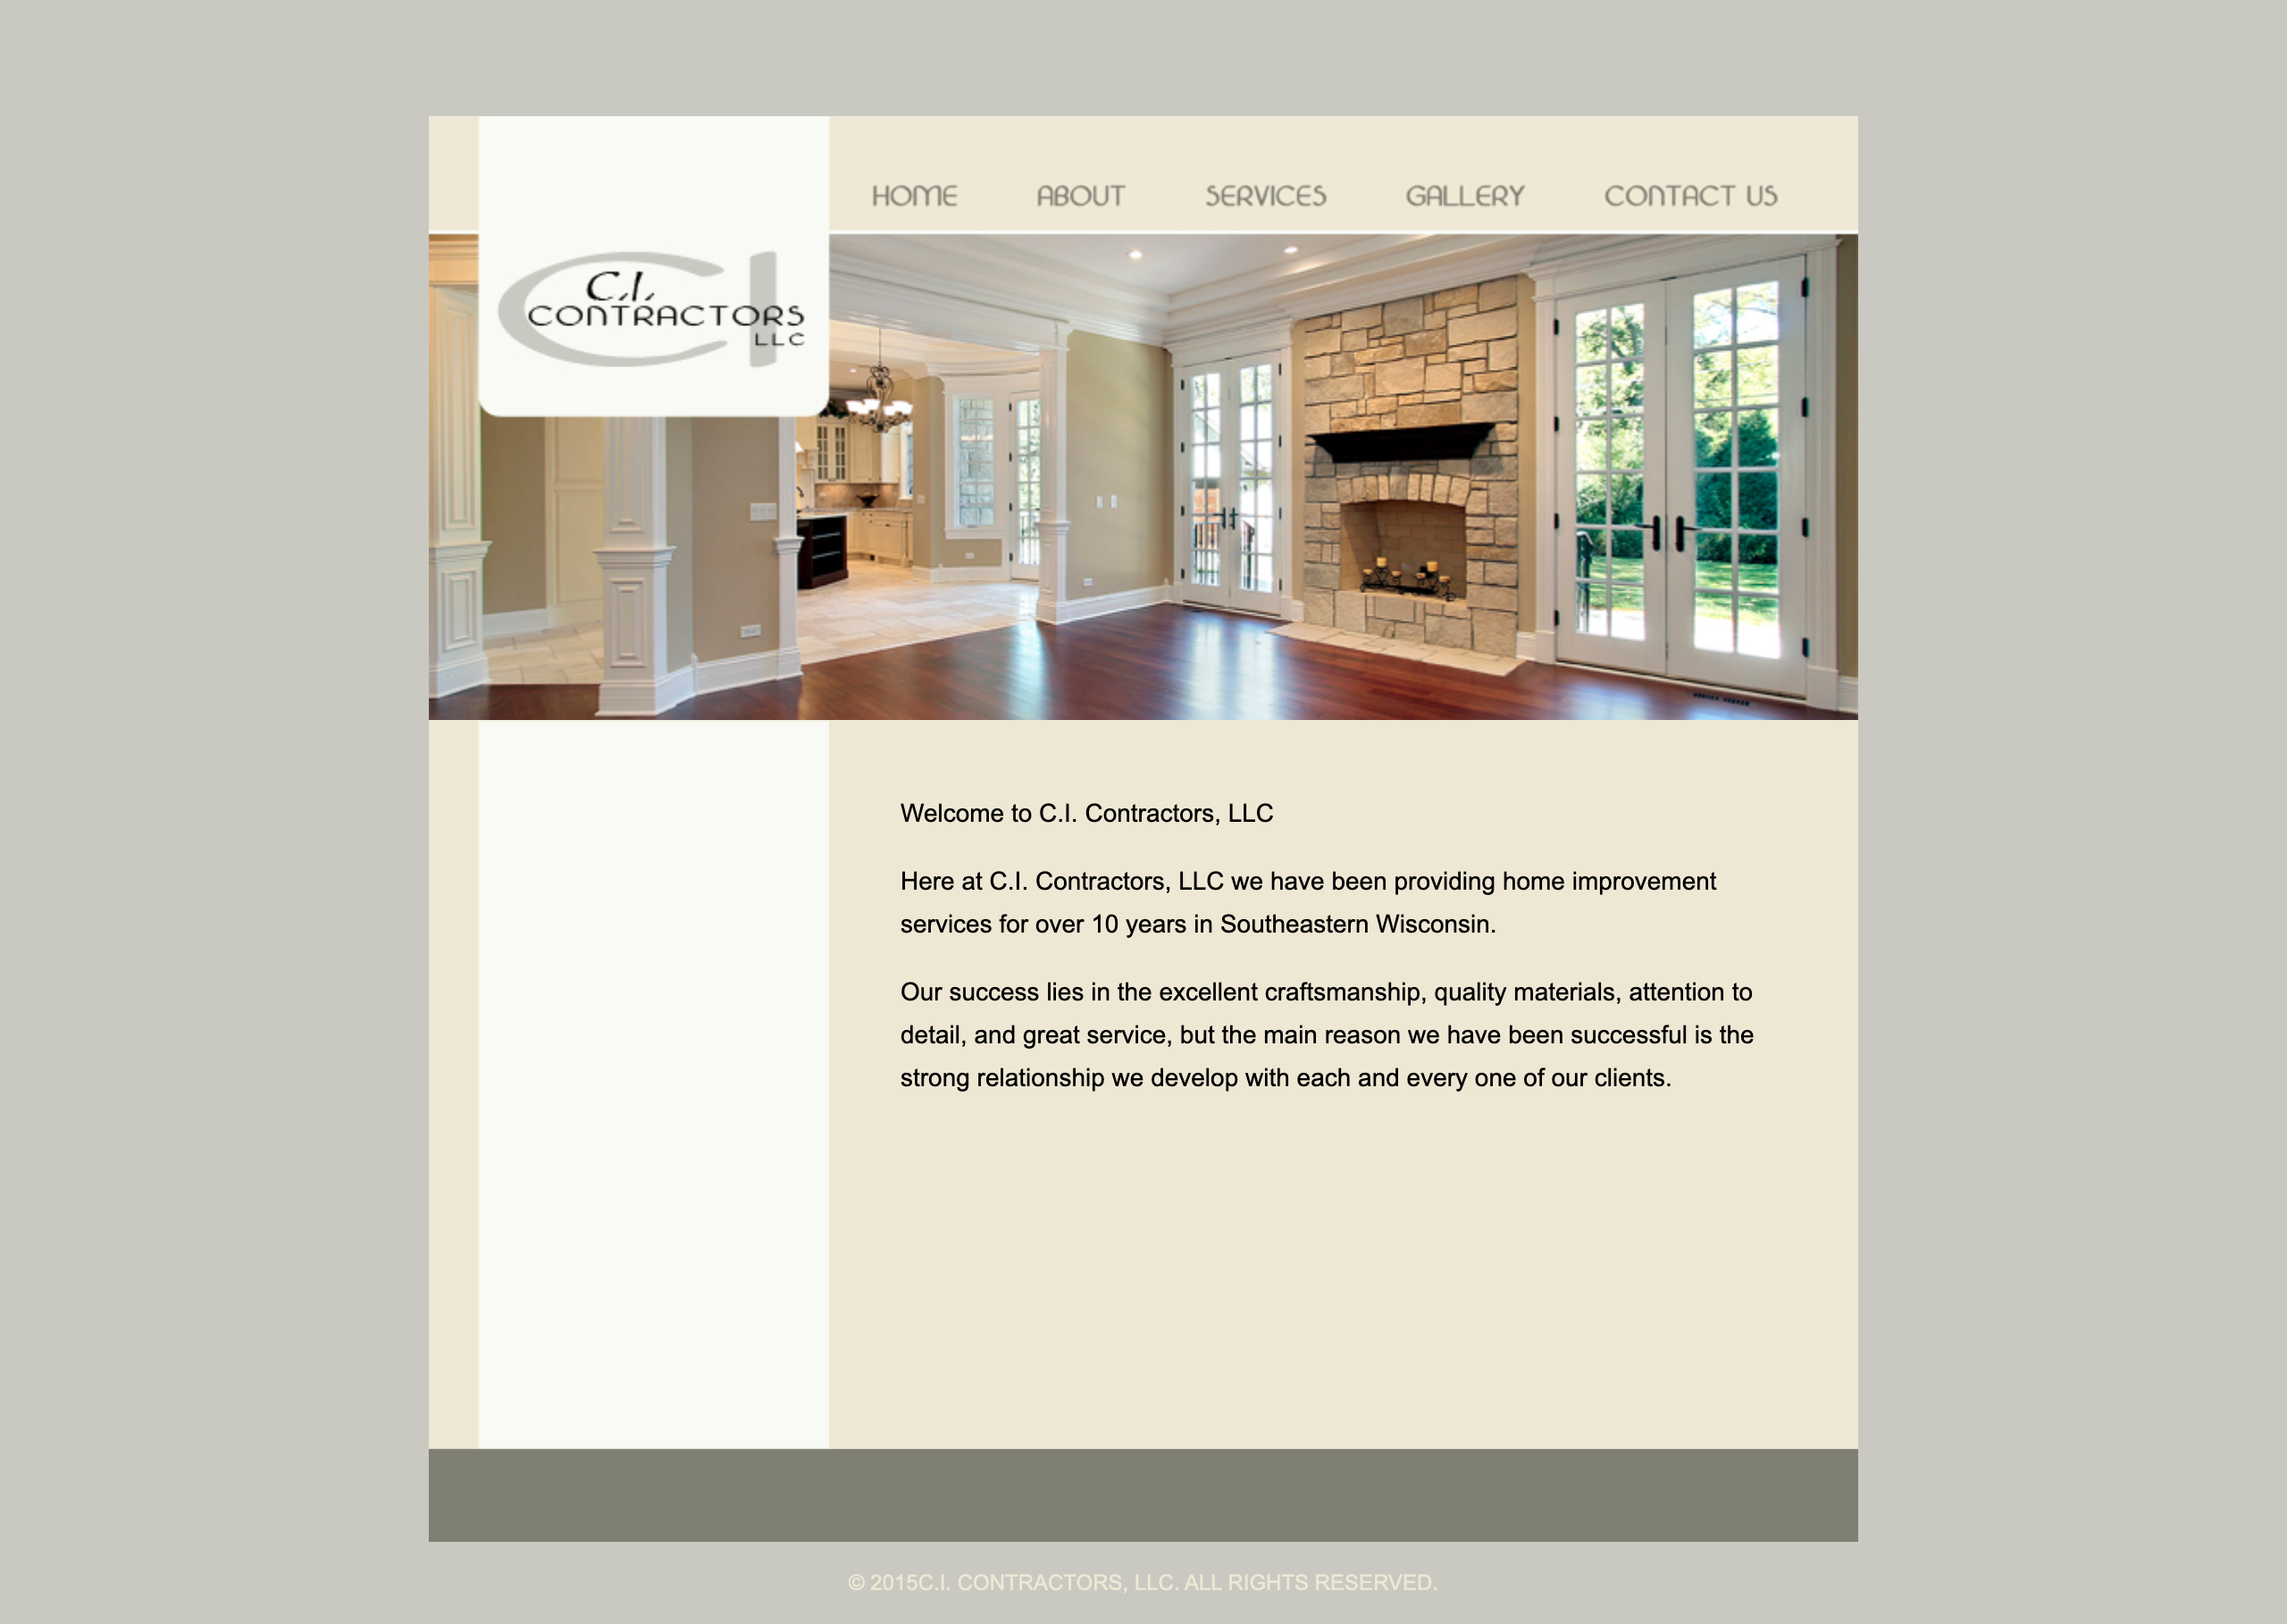 HOME ABOUT SERVICES GALLERY CONTACT US
C.I.
CONTRACTORS
LLC
Welcome to C.I. Contractors, LLC
Here at C.I. Contractors, LLC we have been providing home improvement
services for over 10 years in Southeastern Wisconsin.
Our success lies in the excellent craftsmanship, quality materials, attention to
detail, and great service, but the main reason we have been successful is the
strong relationship we develop with each and every one of our clients.
© 2015C.I. CONTRACTORS, LLC. ALL RIGHTS RESERVED.